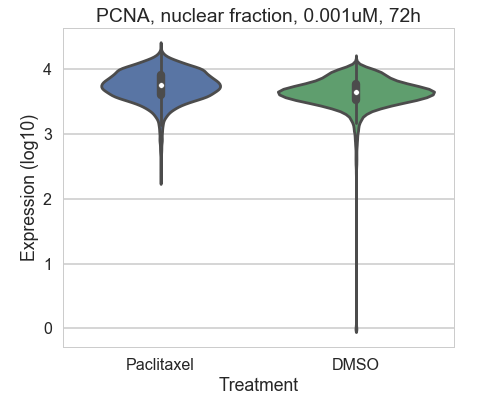 PCNA, nuclear fraction, 0.001uM, 72h
Expression (log10)
4
3
2
1
0
Paclitaxel
DMSO
Treatment